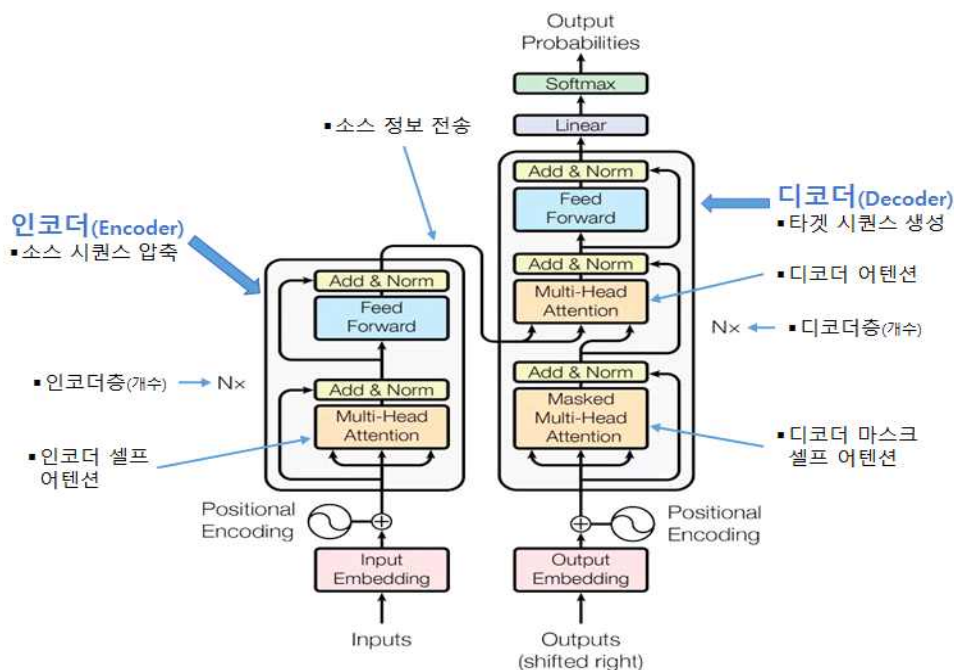 Output
Probabilities
Softmax
Linear
▪소스 정보 전송
Add & Norm
Feed
Forward
디코더(Decoder)
▪타겟 시퀀스 생성
인코더(Encoder)
▪소스 시퀀스 압축
Add & Norm
Multi-Head
Attention
▪디코더 어텐션
Add & Norm
Feed
Forward
N×
▪디코더층(개수)
▪인코더층(개수)
N×
Add & Norm
Multi-Head
Attention
Add & Norm
Masked
Multi-Head
Attention
▪인코더 셀프
어텐션
▪디코더 마스크
셀프 어텐션
Positional
Encoding
Positional
Encoding
Input
Embedding
Output
Embedding
Inputs
Outputs
(shifted right)